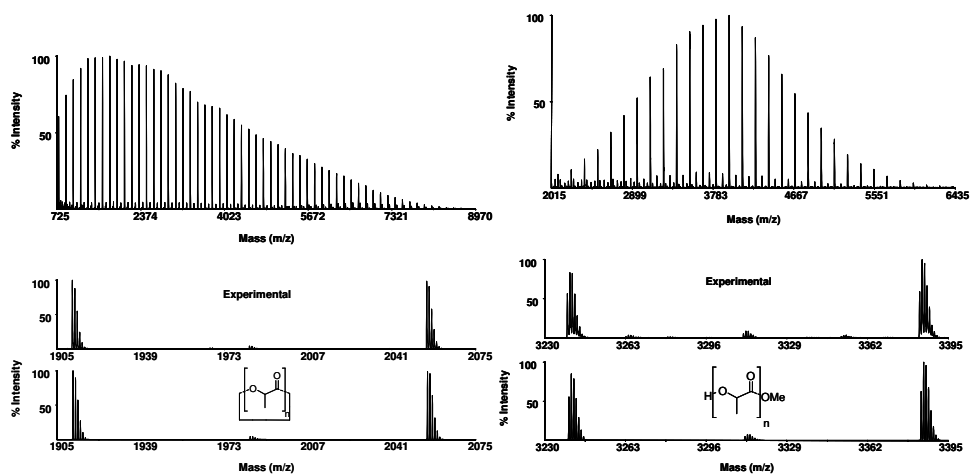 100
50
% Intensity
725 2374 4023 5672 7321 8970
Mass (m/z)
100
50
% Intensity
2015 2899 3783 4667 5551 6435
Mass (m/z)
100
50
Experimental
1905 1939 1973 2007 2041 2075
% Intensity
100
50
O O n
1905 1939 1973 2007 2041 2075
Mass (m/z)
100
50
Experimental
3230 3263 3296 3329 3362 3395
% Intensity
100
50
H O O OMe n
3230 3263 3296 3329 3362 3395
Mass (m/z)